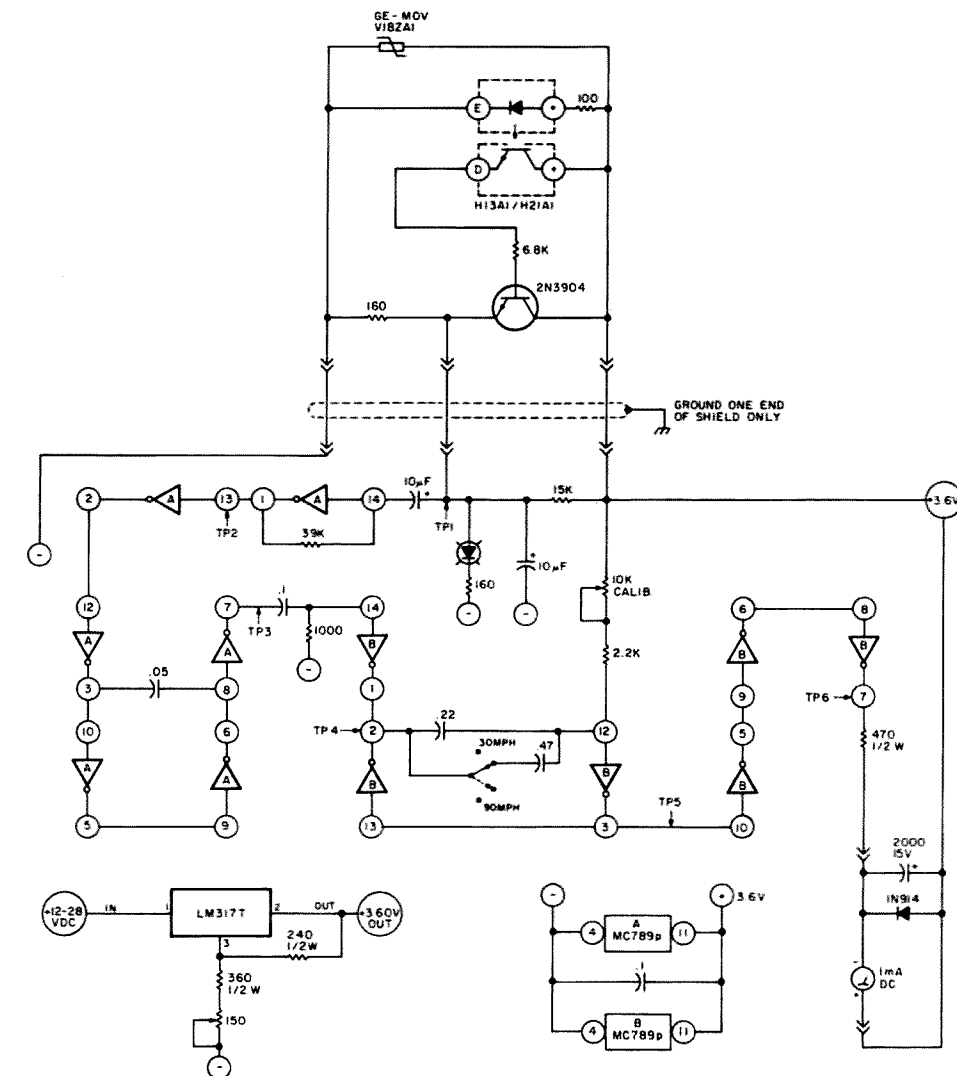 GE-MOV
V18ZA1
100
E
+
D
+
H13A1/H21A1
6.8K
2N3904
160
GROUND ONE END
OF SHIELD ONLY
10µF
+
15K
+3.6V
2
A
13
1
A
14
TP2
39K
TP1
-
160
+
10µF
10K
CALIB.
-
-
12
7
.1
14
6
8
TP3
1000
A
A
B
-
2.2K
B
B
.05
3
8
1
9
TP6
7
10
6
TP4
2
.22
12
5
470
1/2 W
30MPH
.47
A
A
B
B
B
90MPH
TP5
5
9
13
3
10
2000
15V
+
+12-28
VDC
IN
1
LM317T
2
OUT
+3.60V
OUT
3
240
1/2W
360
1/2 W
150
-
-
+
3.6V
4
A
MC789p
11
.1
4
B
MC789p
11
1N914
-
1mA
DC
+